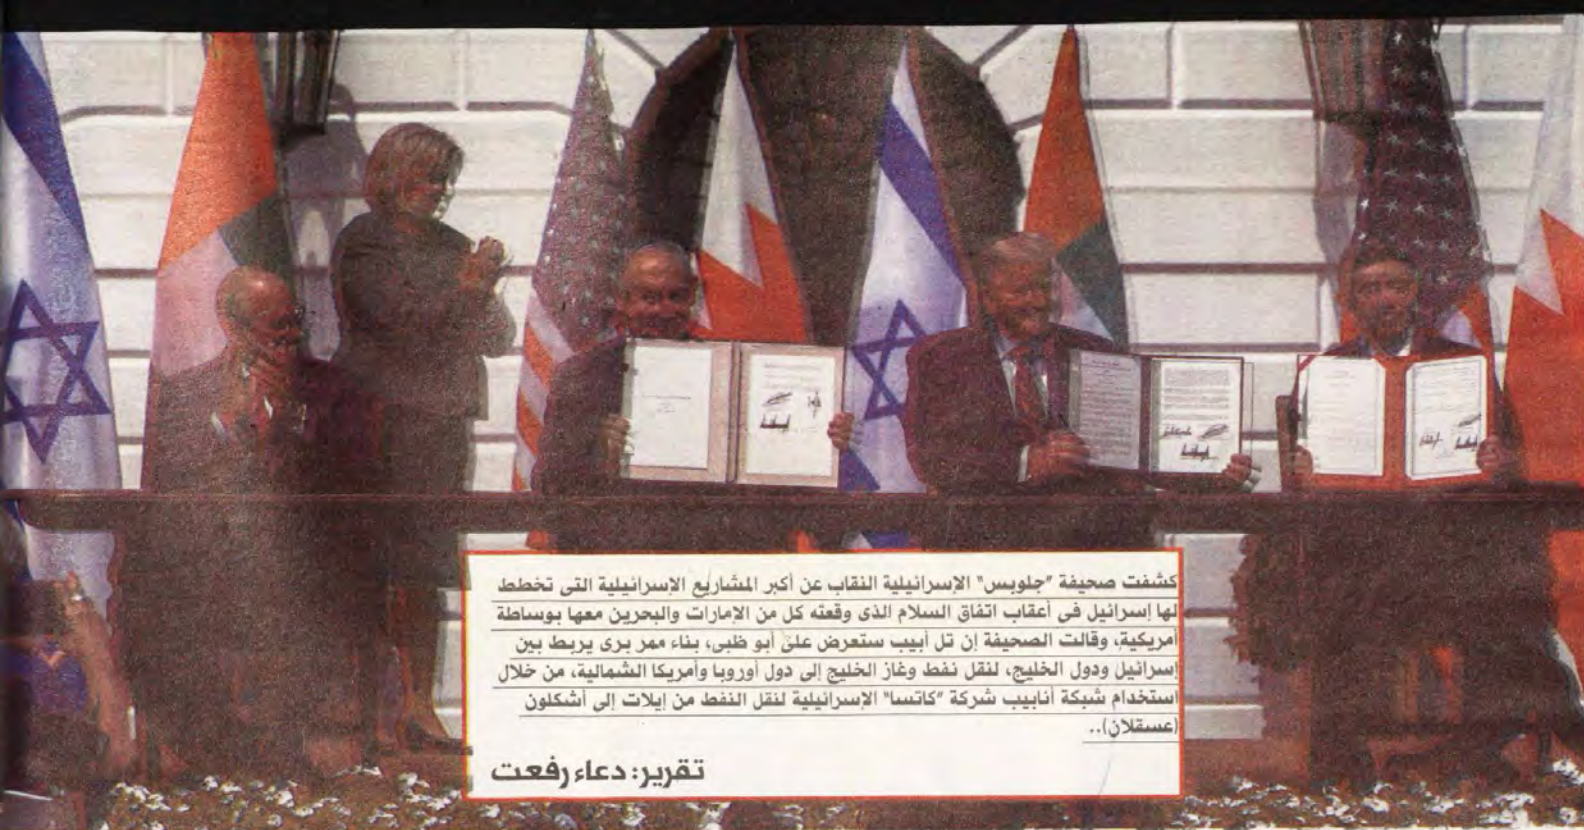 كشفت صحيفة "جلوبس" الإسرائيلية النقاب عن أكبر المشاريع الإسرائيلية التى تخطط
لها إسرائيل فى أعقاب اتفاق السلام الذى وقعته كل من الإمارات والبحرين معها بوساطة
أمريكية، وقالت الصحيفة إن تل أبيب ستعرض على أبو ظبى، بناء ممر برى يربط بين
إسرائيل ودول الخليج، لنقل نفط وغاز الخليج إلى دول أوروبا وأمريكا الشمالية، من خلال
استخدام شبكة أنابيب شركة "كاتسا" الإسرائيلية لنقل النفط من إيلات إلى أشكلون
(عسقلان)..
تقرير: دعاء رفعت